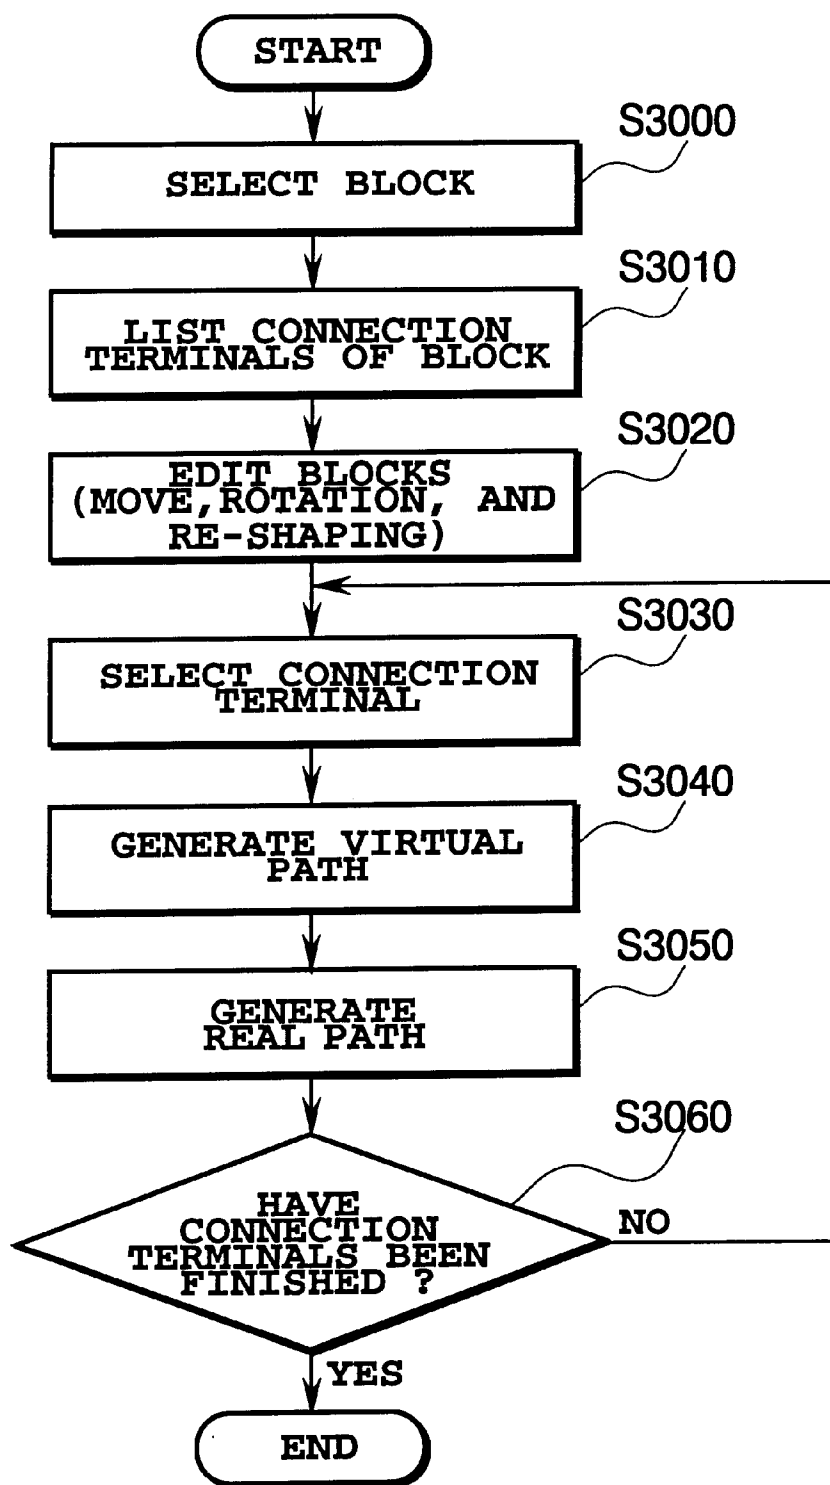 START
S3000
SELECT BLOCK
S3010
LIST CONNECTION
TERMINALS OF BLOCK
S3020
EDIT BLOCKS
(MOVE,ROTATION, AND
RE-SHAPING)
S3030
SELECT CONNECTION
TERMINAL
S3040
GENERATE VIRTUAL
PATH
S3050
GENERATE
REAL PATH
S3060
HAVE
CONNECTION
TERMINALS BEEN
FINISHED ?
NO
YES
END